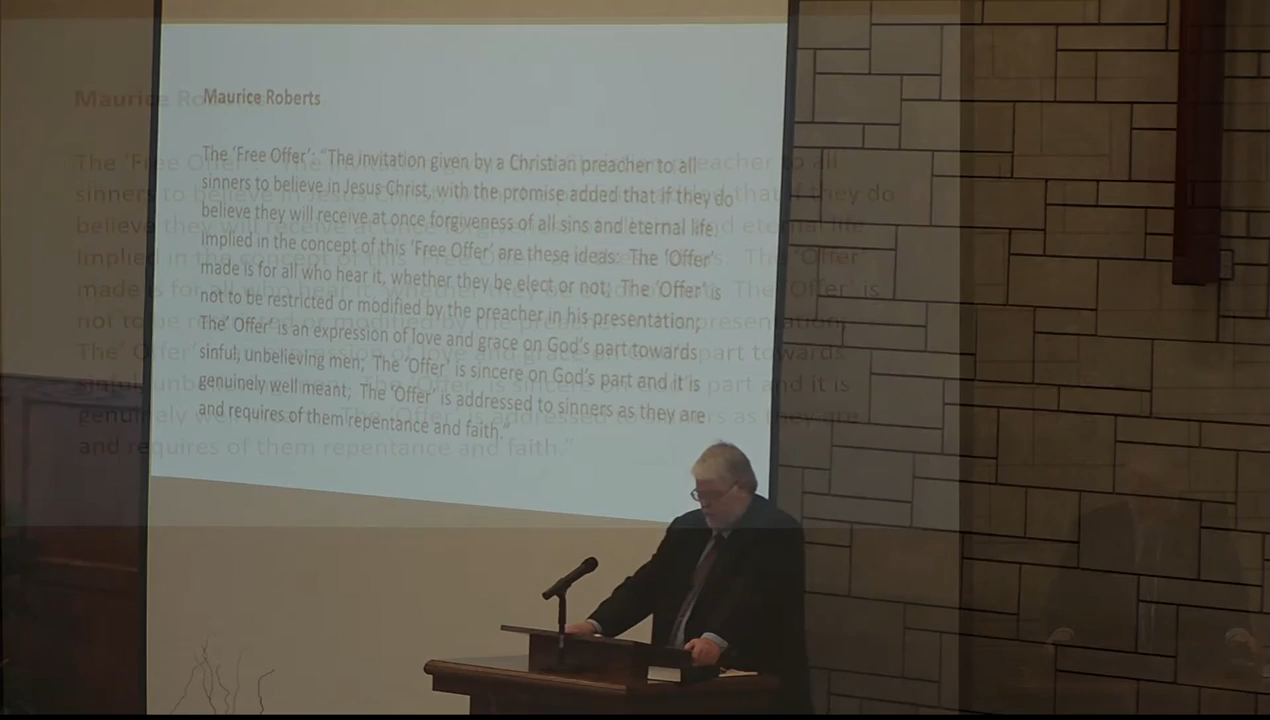 Maurice Roberts
The 'Free Offer': "The invitation given by a Christian preacher to all
sinners to believe in Jesus Christ, with the promise added that if they do
believe they will receive at once forgiveness of all sins and eternal life.
Implied in the concept of this 'Free Offer' are these ideas: The 'Offer'
made is for all who hear it, whether they be elect or not; The 'Offer' is
not to be restricted or modified by the preacher in his presentation;
The' Offer' is an expression of love and grace on God's part towards
sinful, unbelieving men; The 'Offer' is sincere on God's part and it is
genuinely well meant; The 'Offer' is addressed to sinners as they are
and requires of them repentance and faith."